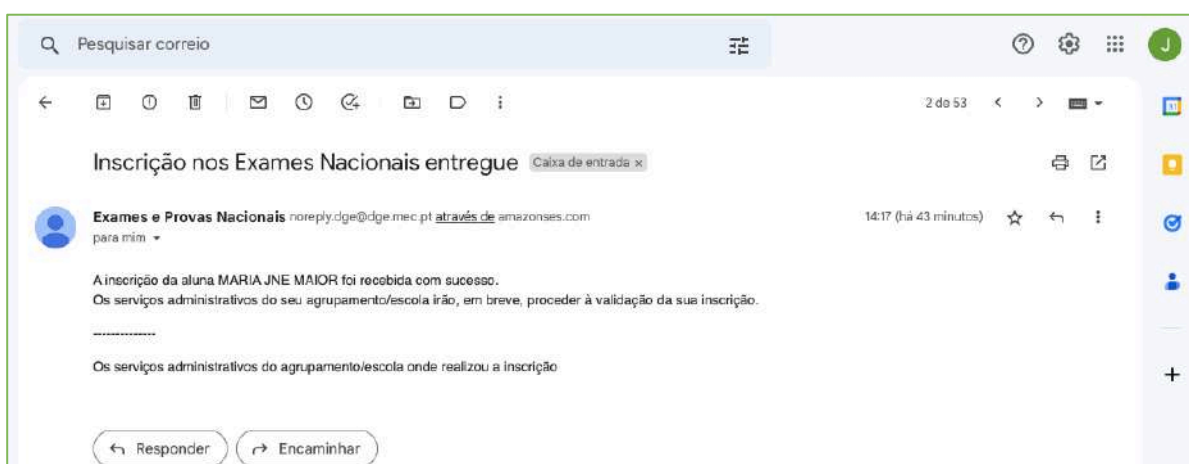 Pesquisar correio
J
2 de 53
Inscrição nos Exames Nacionais entregue Caixa de entrada x
Exames e Provas Nacionais noreply.dge@dge.mec.pt através de amazonses.com
14:17 (há 43 minutos)
para mim
A inscrição da aluna MARIA JNE MAIOR foi recebida com sucesso.
Os serviços administrativos do seu agrupamento/escola irão, em breve, proceder à validação da sua inscrição.
--------------
Os serviços administrativos do agrupamento/escola onde realizou a inscrição
Responder
Encaminhar